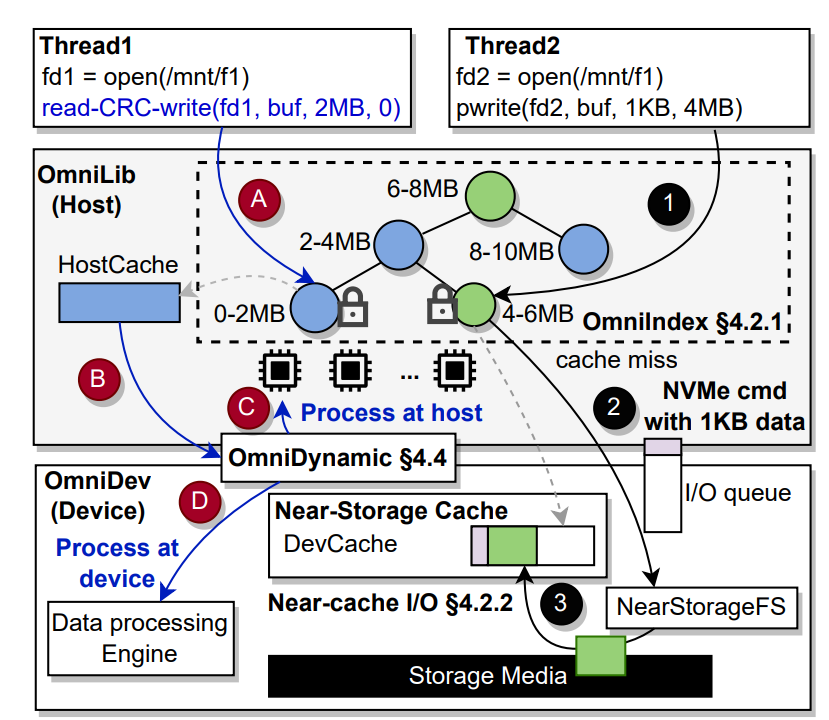 Thread1
fd1 = open(/mnt/f1)
read-CRC-write(fd1, buf, 2MB, 0)
Thread2
fd2 = open(/mnt/f1)
pwrite(fd2, buf, 1KB, 4MB)
OmniLib
(Host)
A
6-8MB
1
2-4MB
8-10MB
HostCache
0-2MB
4-6MB
OmniIndex §4.2.1
cache miss
B
...
C
Process at host
2
NVMe cmd
with 1KB data
OmniDynamic §4.4
I/O queue
OmniDev
(Device)
D
Process at
device
Near-Storage Cache
DevCache
Near-cache I/O §4.2.2
3
NearStorageFS
Data processing
Engine
Storage Media